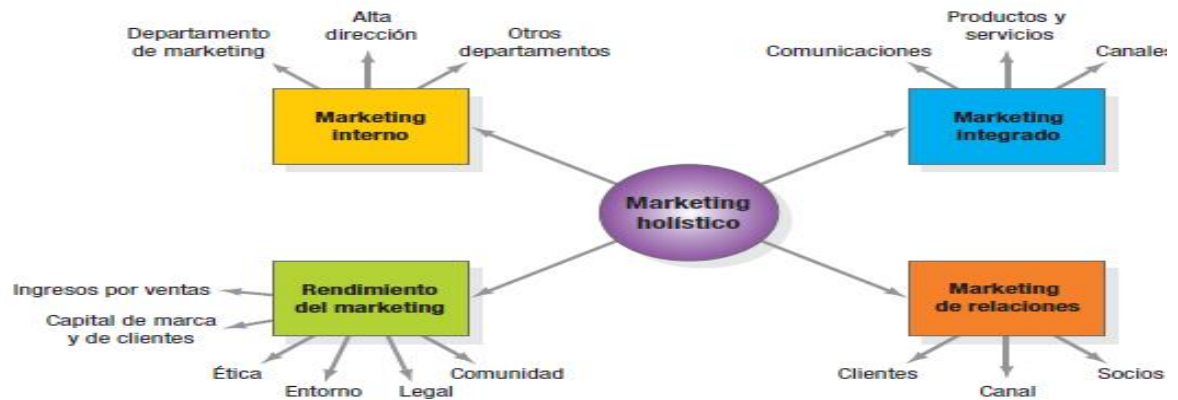 Departamento
de marketing
Alta
dirección
Otros
departamentos
Marketing
interno
Comunicaciones
Productos y
servicios
Canales
Marketing
integrado
Marketing
holístico
Ingresos por ventas
Capital de marca
y de clientes
Ética
Entorno
Legal
Comunidad
Rendimiento
del marketing
Marketing
de relaciones
Clientes
Canal
Socios